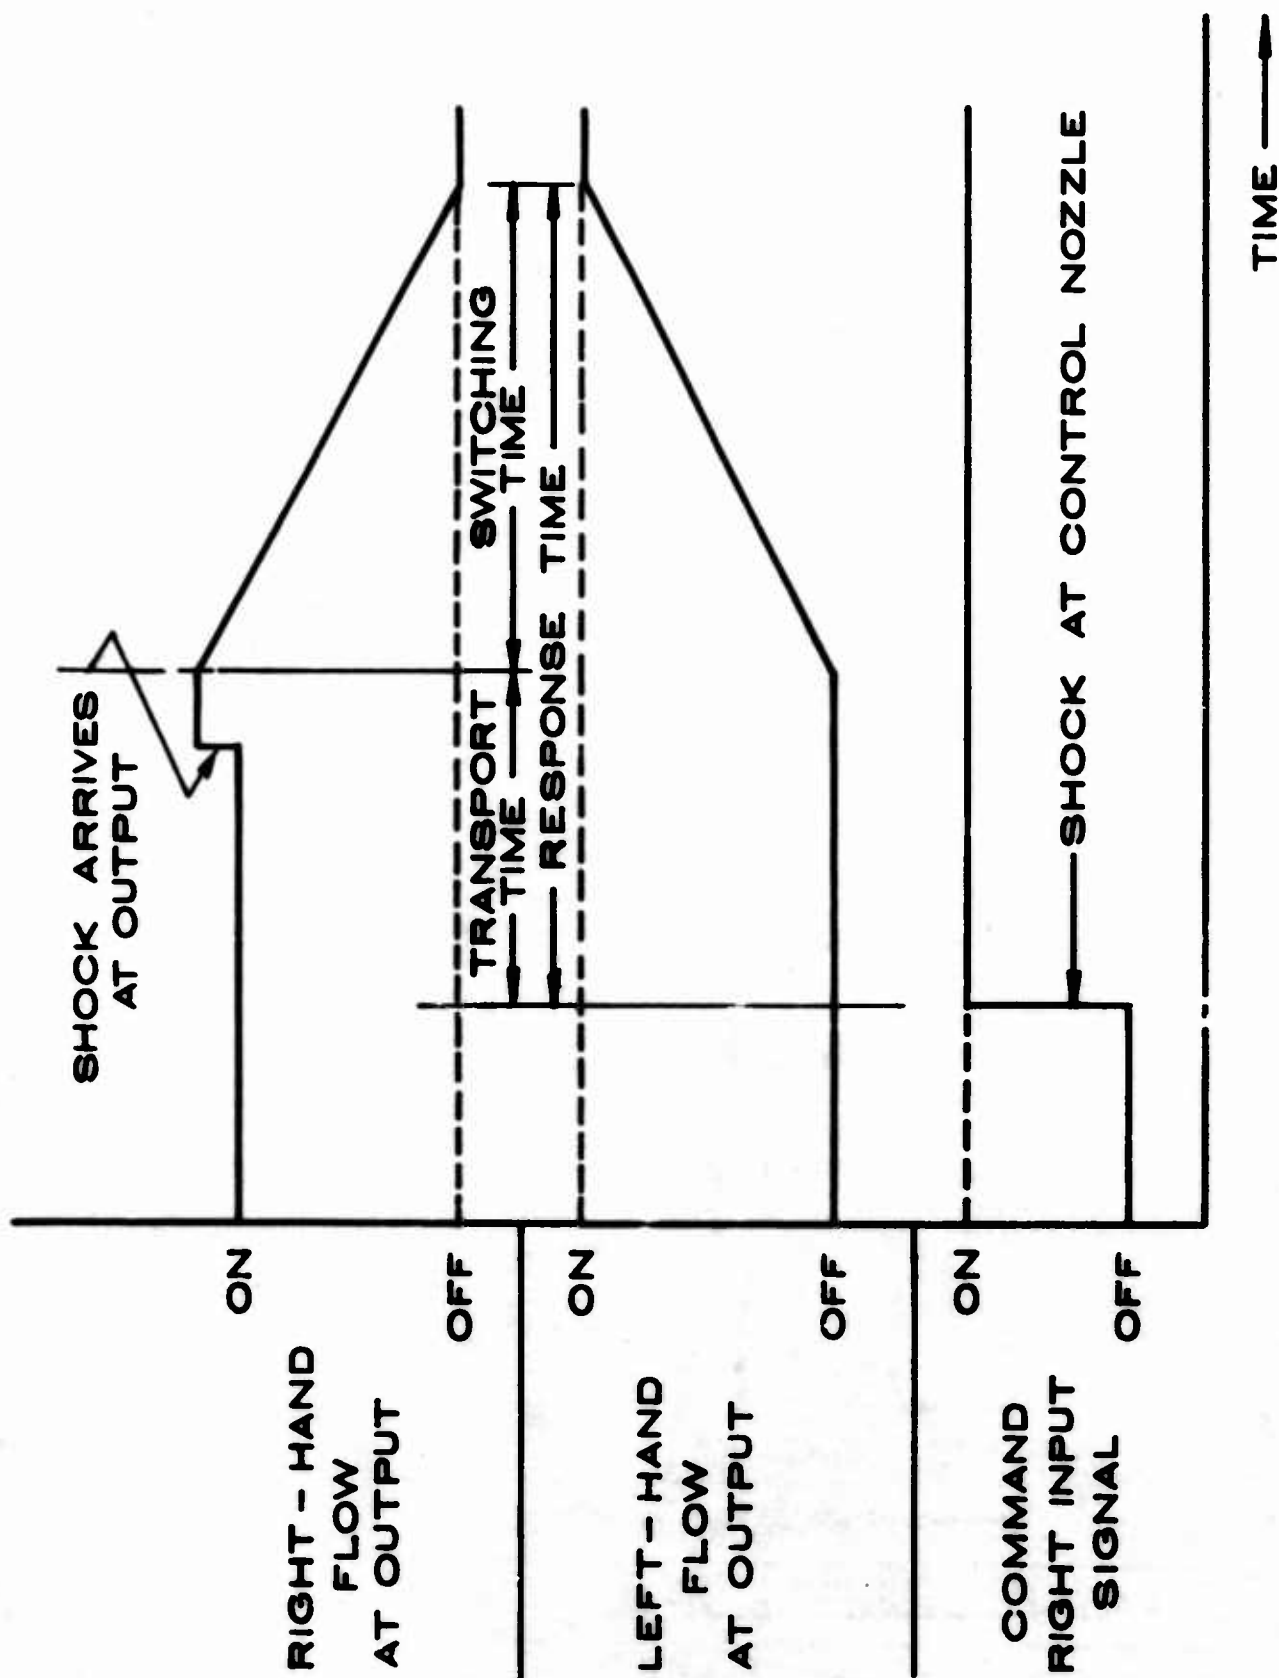 SHOCK ARRIVES
AT OUTPUT
RIGHT-HAND
FLOW
AT OUTPUT
ON
OFF
TRANSPORT
TIME
SWITCHING
TIME
RESPONSE TIME
LEFT-HAND
FLOW
AT OUTPUT
ON
OFF
COMMAND
RIGHT INPUT
SIGNAL
ON
OFF
SHOCK AT CONTROL NOZZLE
TIME